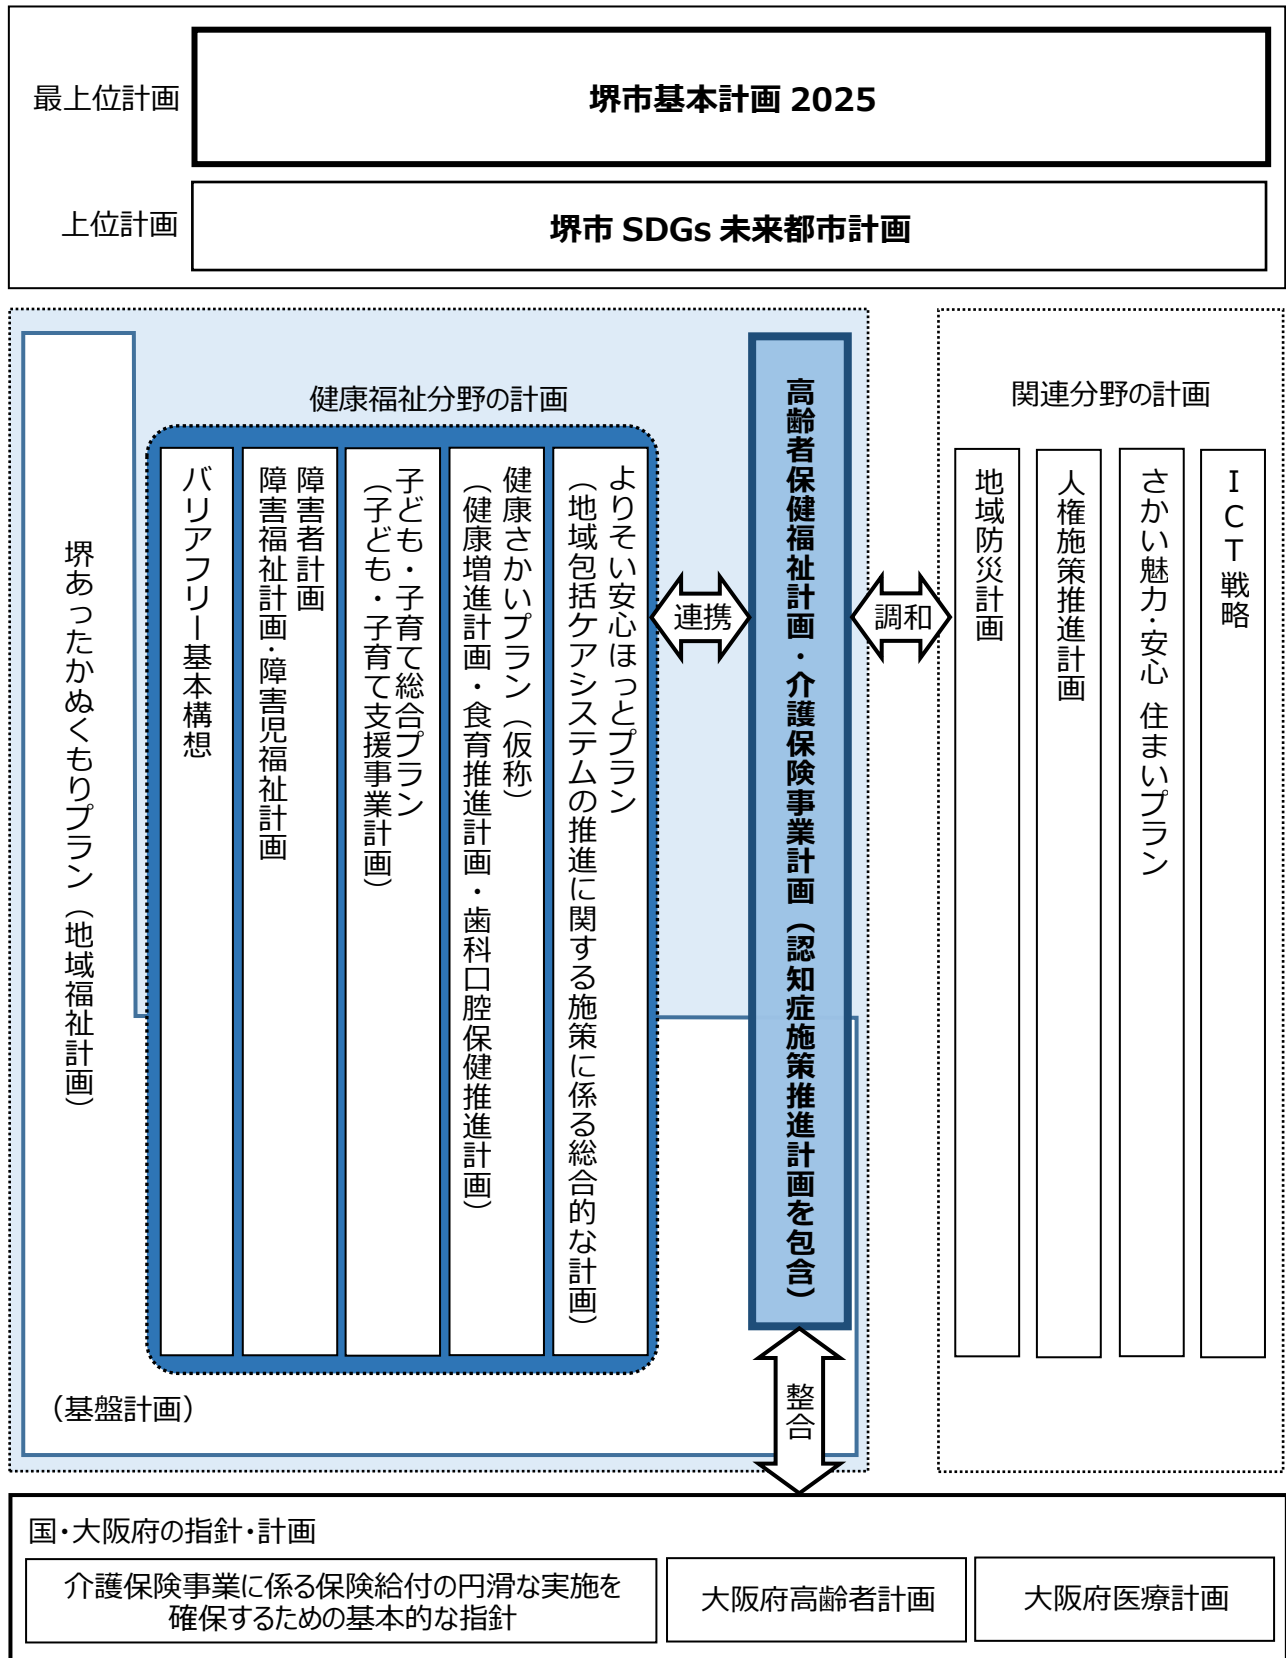 最上位計画
堺市基本計画 2025
上位計画
堺市 SDGs 未来都市計画
健康福祉分野の計画
関連分野の計画
堺あったかぬくもりプラン（地域福祉計画）
（基盤計画）
バリアフリー基本構想
障害者計画
障害福祉計画・障害児福祉計画
子ども・子育て総合プラン
（子ども・子育て支援事業計画）
健康さかいプラン（仮称）
（健康増進計画・食育推進計画・歯科口腔保健推進計画）
よりそい安心ほっとプラン
（地域包括ケアシステムの推進に関する施策に係る総合的な計画）
連携
高齢者保健福祉計画・介護保険事業計画（認知症施策推進計画を包含）
調和
地域防災計画
人権施策推進計画
さかい魅力・安心 住まいプラン
ＩＣＴ戦略
整合
国・大阪府の指針・計画
介護保険事業に係る保険給付の円滑な実施を
確保するための基本的な指針
大阪府高齢者計画
大阪府医療計画